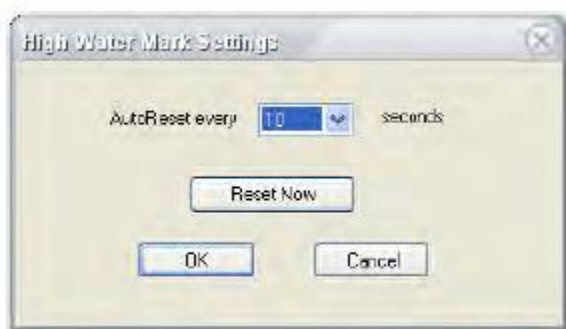 High Water Mark Settings
AutoReset every 10 seconds
Reset Now
OK Cancel